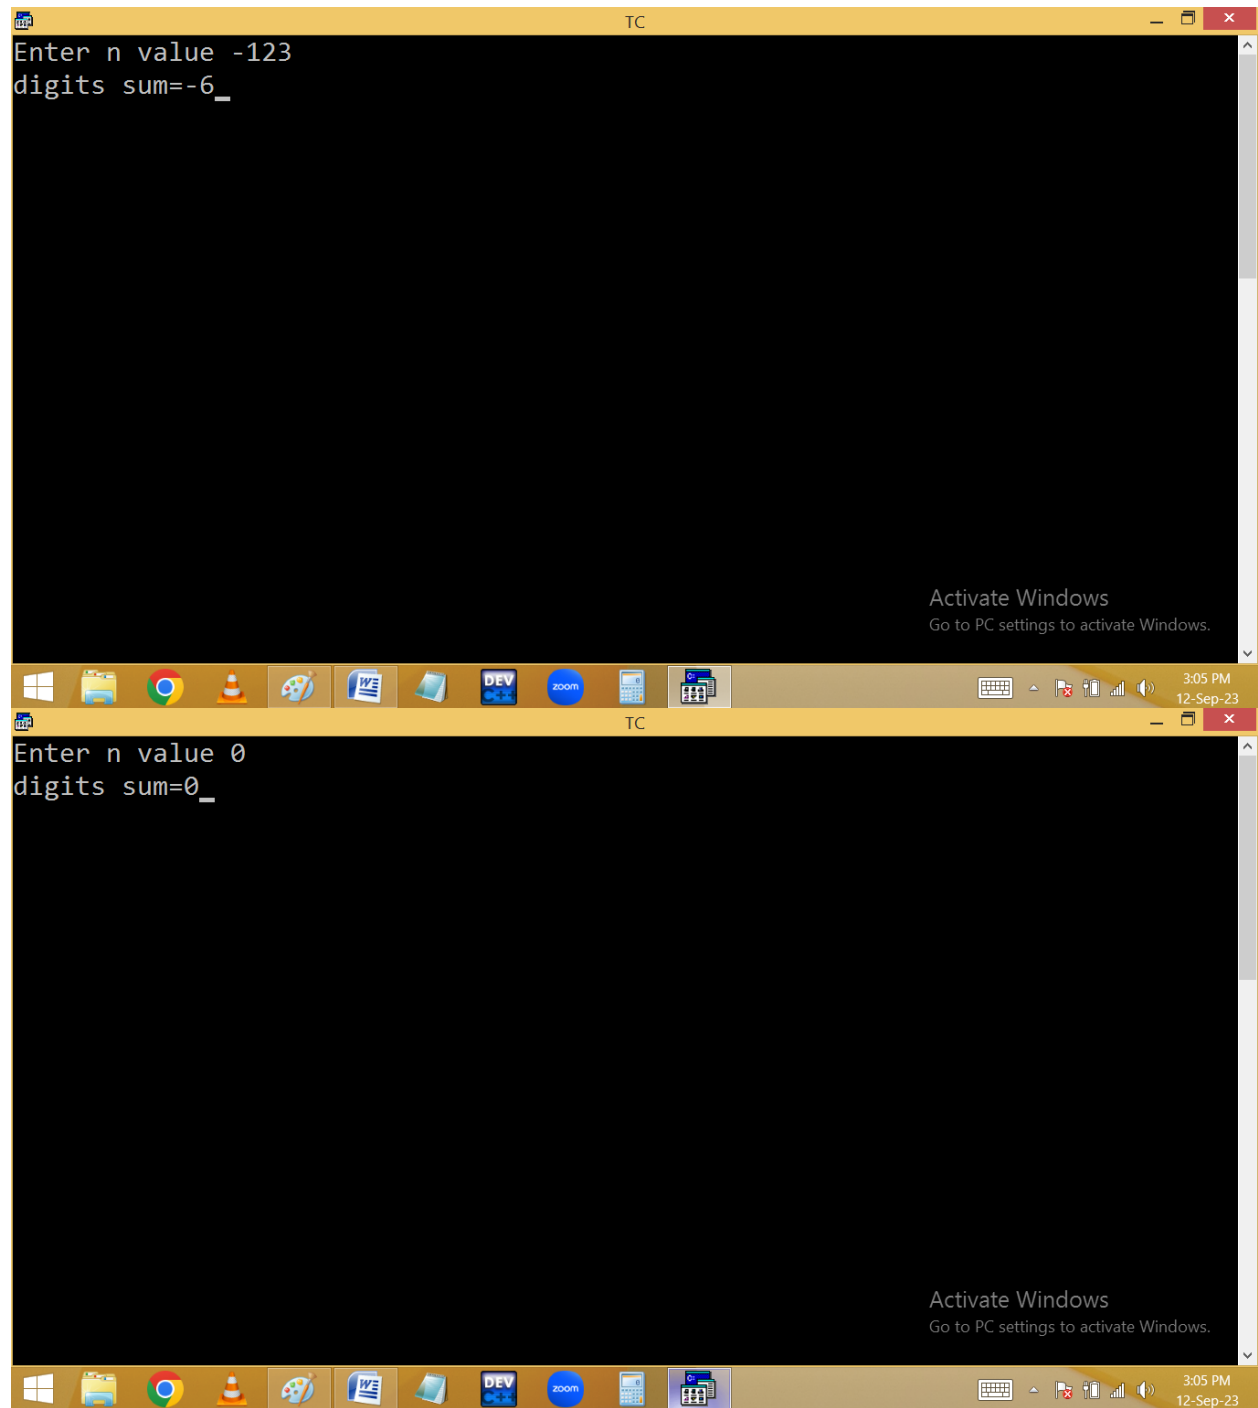 TC
Enter n value -123
digits sum=-6_
Activate Windows
Go to PC settings to activate Windows.
DEV
C++
zoom
3:05 PM
12-Sep-23
TC
Enter n value 0
digits sum=0_
Activate Windows
Go to PC settings to activate Windows.
DEV
C++
zoom
3:05 PM
12-Sep-23